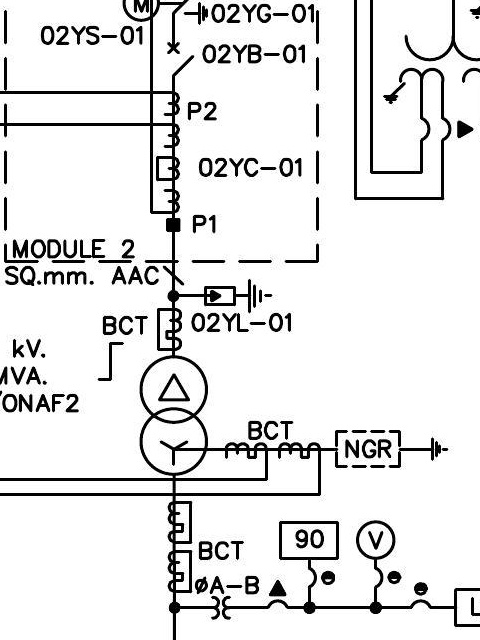 M
02YG-01
02YS-01
02YB-01
P2
02YC-01
P1
MODULE 2
SQ.mm. AAC
BCT
02YL-01
kV.
MVA.
/ONAF2
BCT
NGR
90
V
BCT
øA-B
L